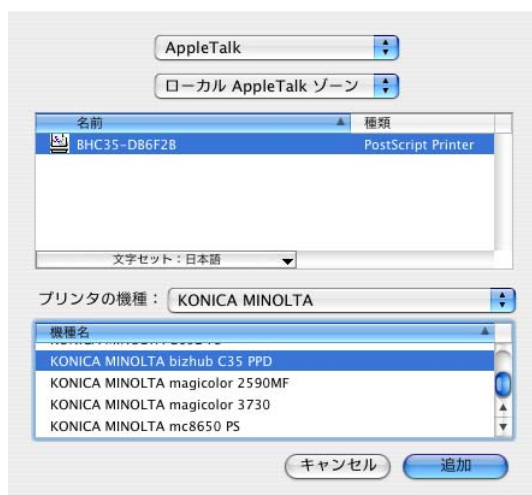 AppleTalk
ローカル AppleTalk ゾーン
名前 種類
BHC35-DB6F2B PostScript Printer
文字セット：日本語
プリンタの機種： KONICA MINOLTA
機種名
KONICA MINOLTA bizhub C35 PPD
KONICA MINOLTA magicolor 2590MF
KONICA MINOLTA magicolor 3730
KONICA MINOLTA mc8650 PS
キャンセル 追加